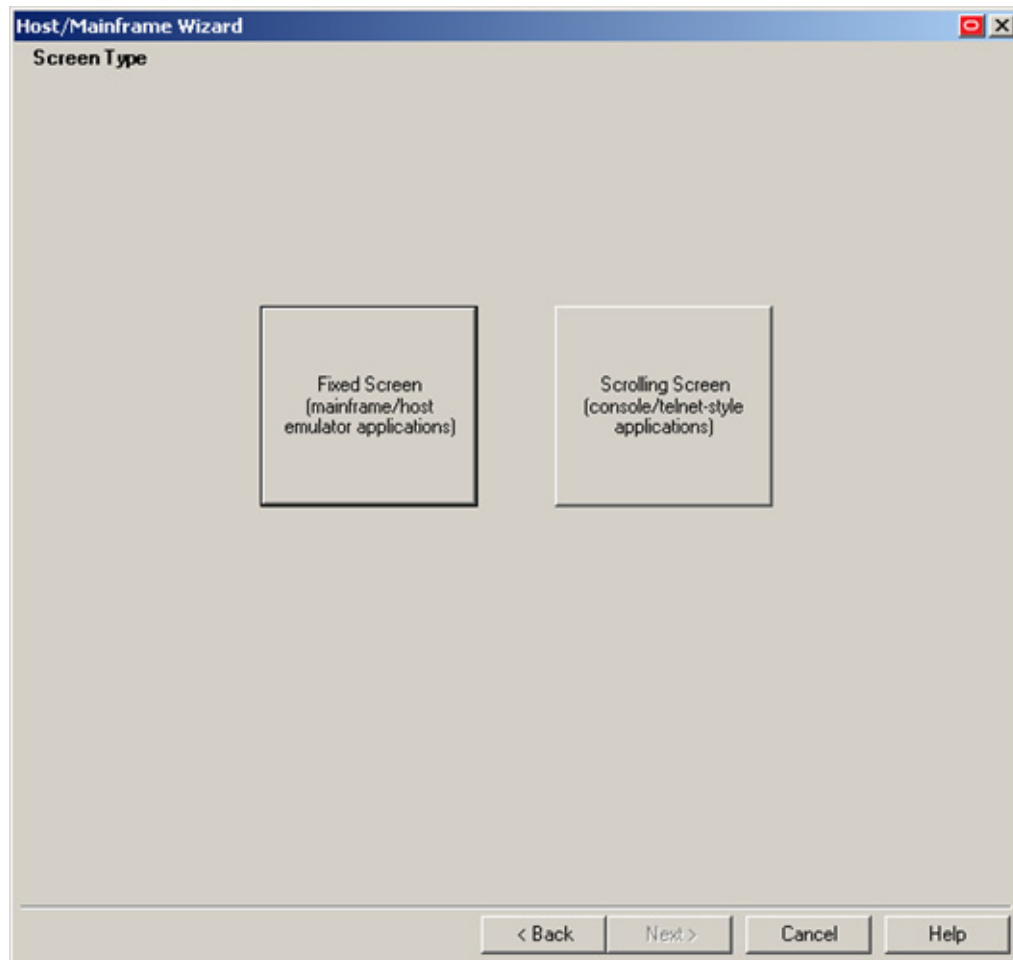 Host/Mainframe Wizard
Screen Type
Fixed Screen
(mainframe/host
emulator applications)
Scrolling Screen
(console/telnet-style
applications)
< Back
Next >
Cancel
Help